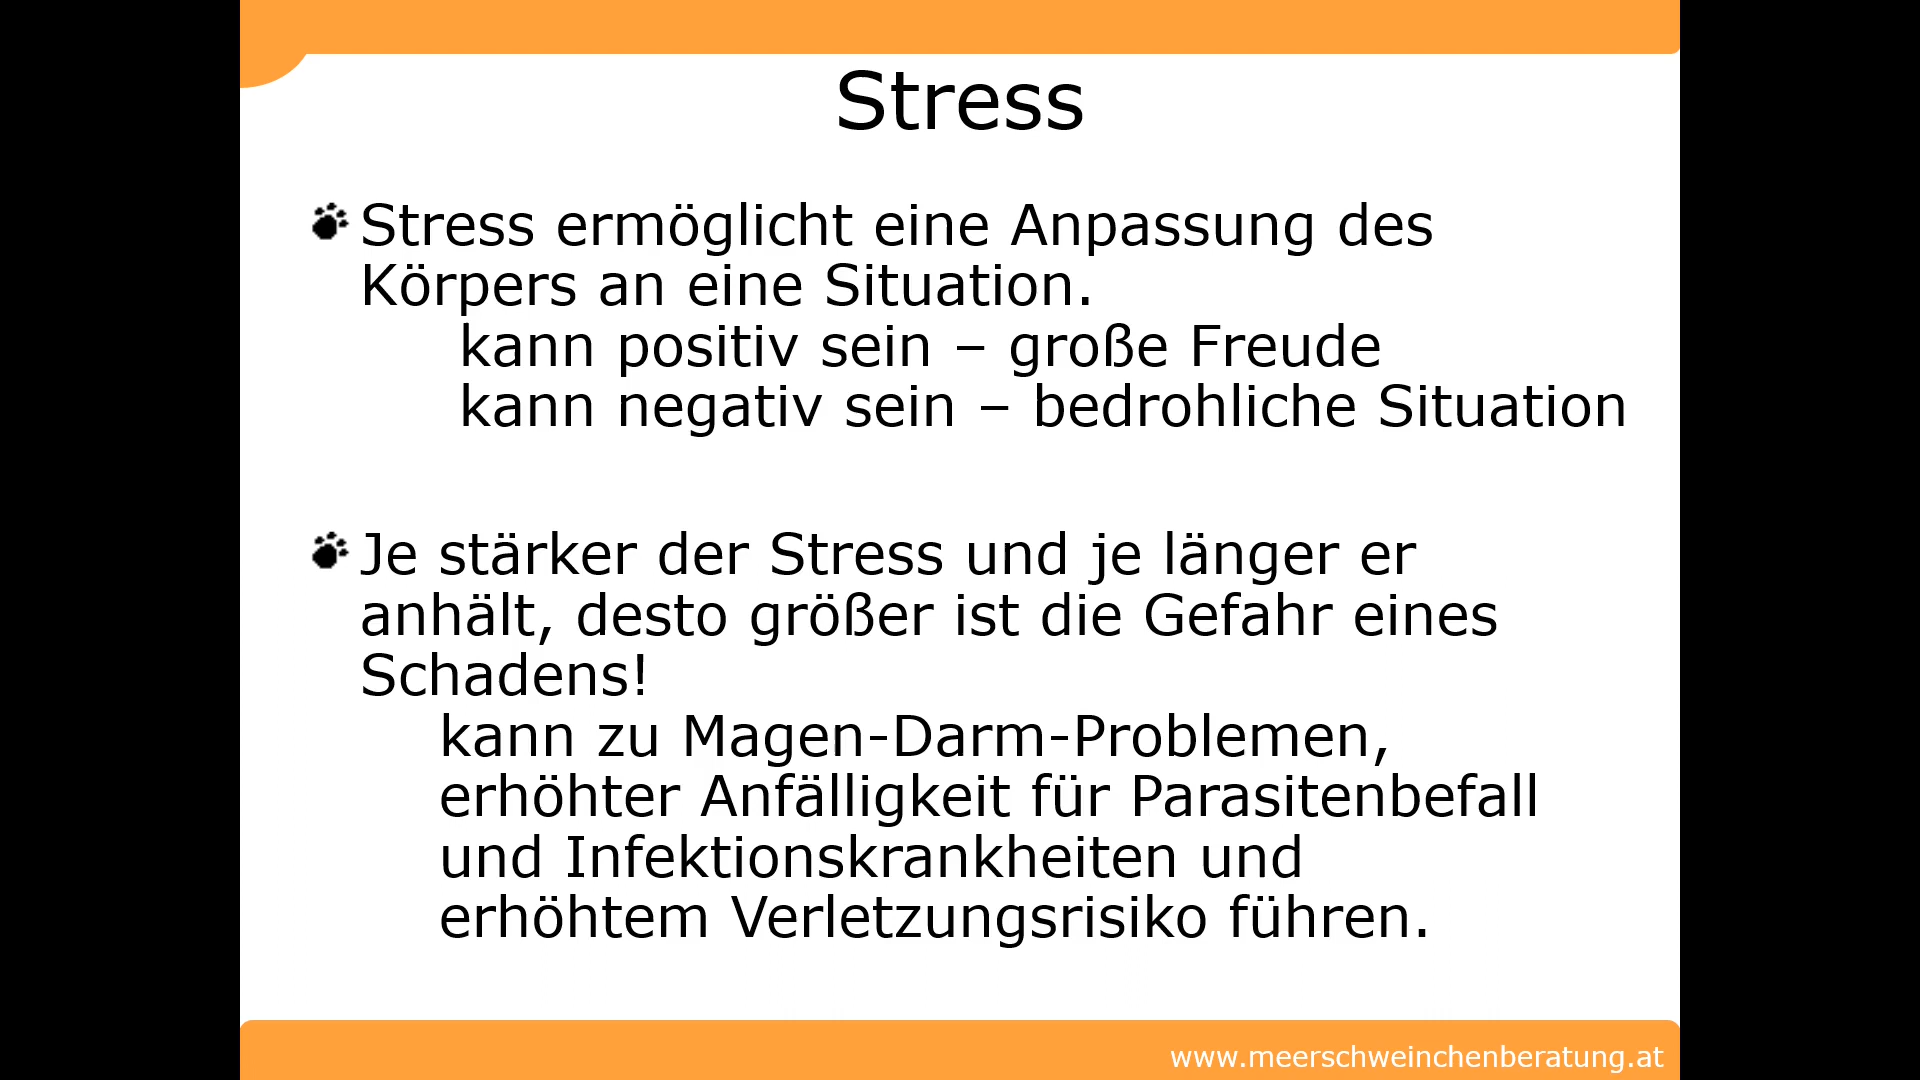 Stress
Stress ermöglicht eine Anpassung des
Körpers an eine Situation.
kann positiv sein – große Freude
kann negativ sein – bedrohliche Situation
Je stärker der Stress und je länger er
anhält, desto größer ist die Gefahr eines
Schadens!
kann zu Magen-Darm-Problemen,
erhöhter Anfälligkeit für Parasitenbefall
und Infektionskrankheiten und
erhöhtem Verletzungsrisiko führen.
www.meerschweinchenberatung.at